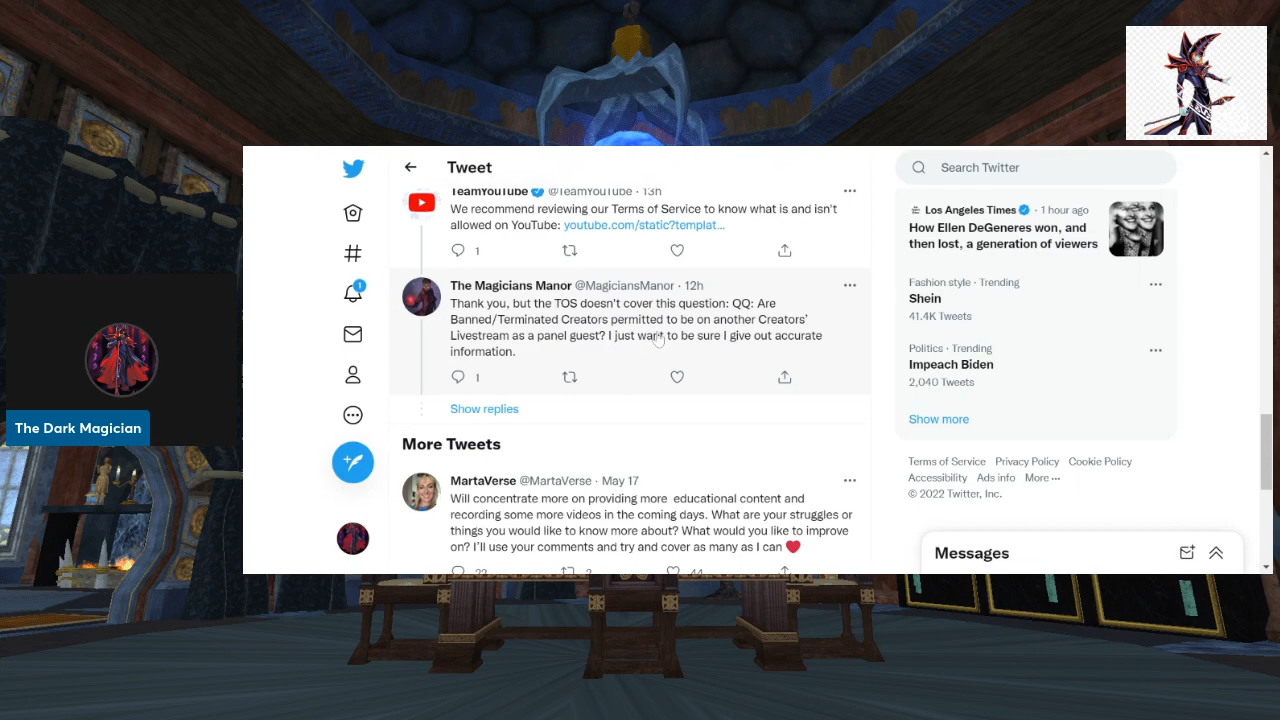 Tweet
TeamYouTube @TeamYouTube · 13h
We recommend reviewing our Terms of Service to know what is and isn't
allowed on YouTube: youtube.com/static?templat...
1
The Magicians Manor @MagiciansManor · 12h
Thank you, but the TOS doesn't cover this question: QQ: Are
Banned/Terminated Creators permitted to be on another Creators'
Livestream as a panel guest? I just want to be sure I give out accurate
information.
1
Show replies
More Tweets
MartaVerse @MartaVerse · May 17
Will concentrate more on providing more educational content and
recording some more videos in the coming days. What are your struggles or
things you would like to know more about? What would you like to improve
on? I'll use your comments and try and cover as many as I can ❤️
22 2 44
1
Search Twitter
Los Angeles Times · 1 hour ago
How Ellen DeGeneres won, and
then lost, a generation of viewers
Fashion style · Trending
Shein
41.4K Tweets
Politics · Trending
Impeach Biden
2,040 Tweets
Show more
Terms of Service Privacy Policy Cookie Policy
Accessibility Ads info More ···
© 2022 Twitter, Inc.
Messages
The Dark Magician